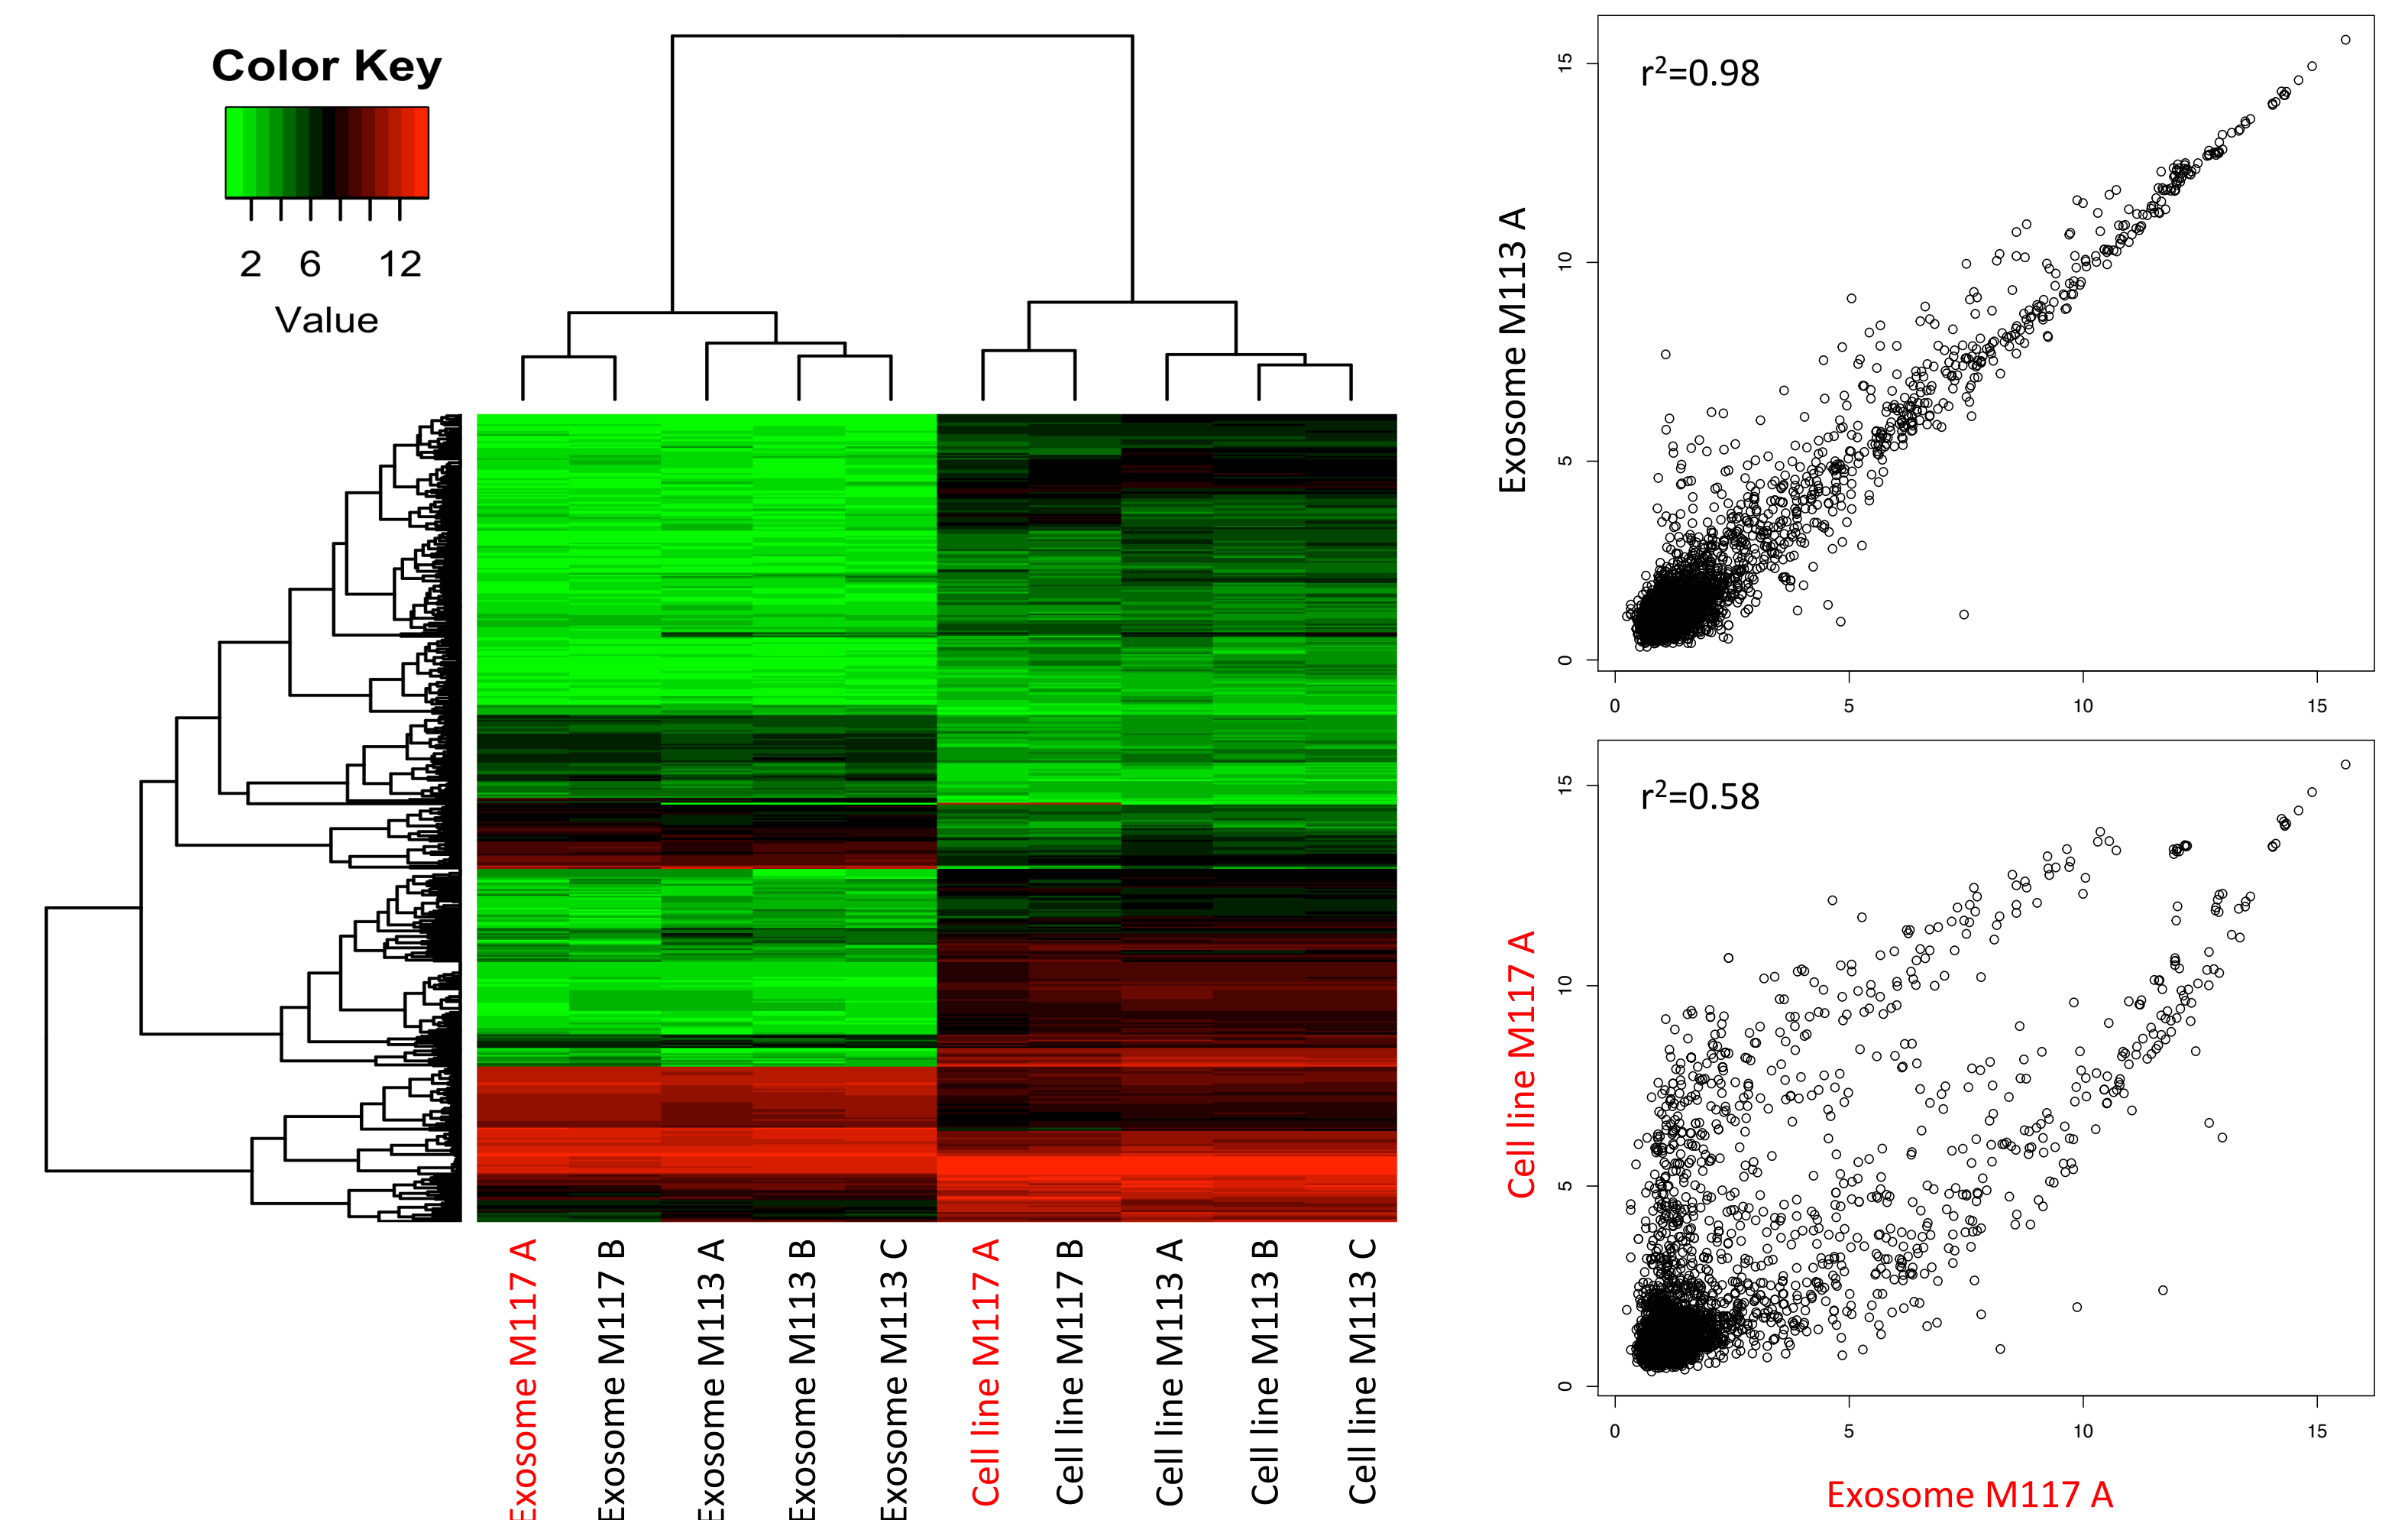 Color Key
2 6 12
Value
Exosome M117 A
Exosome M117 B
Exosome M113 A
Exosome M113 B
Exosome M113 C
Cell line M117 A
Cell line M117 B
Cell line M113 A
Cell line M113 B
Cell line M113 C
r²=0.98
Exosome M113 A
15
10
5
0
0 5 10 15
r²=0.58
Cell line M117 A
15
10
5
0
0 5 10 15
Exosome M117 A